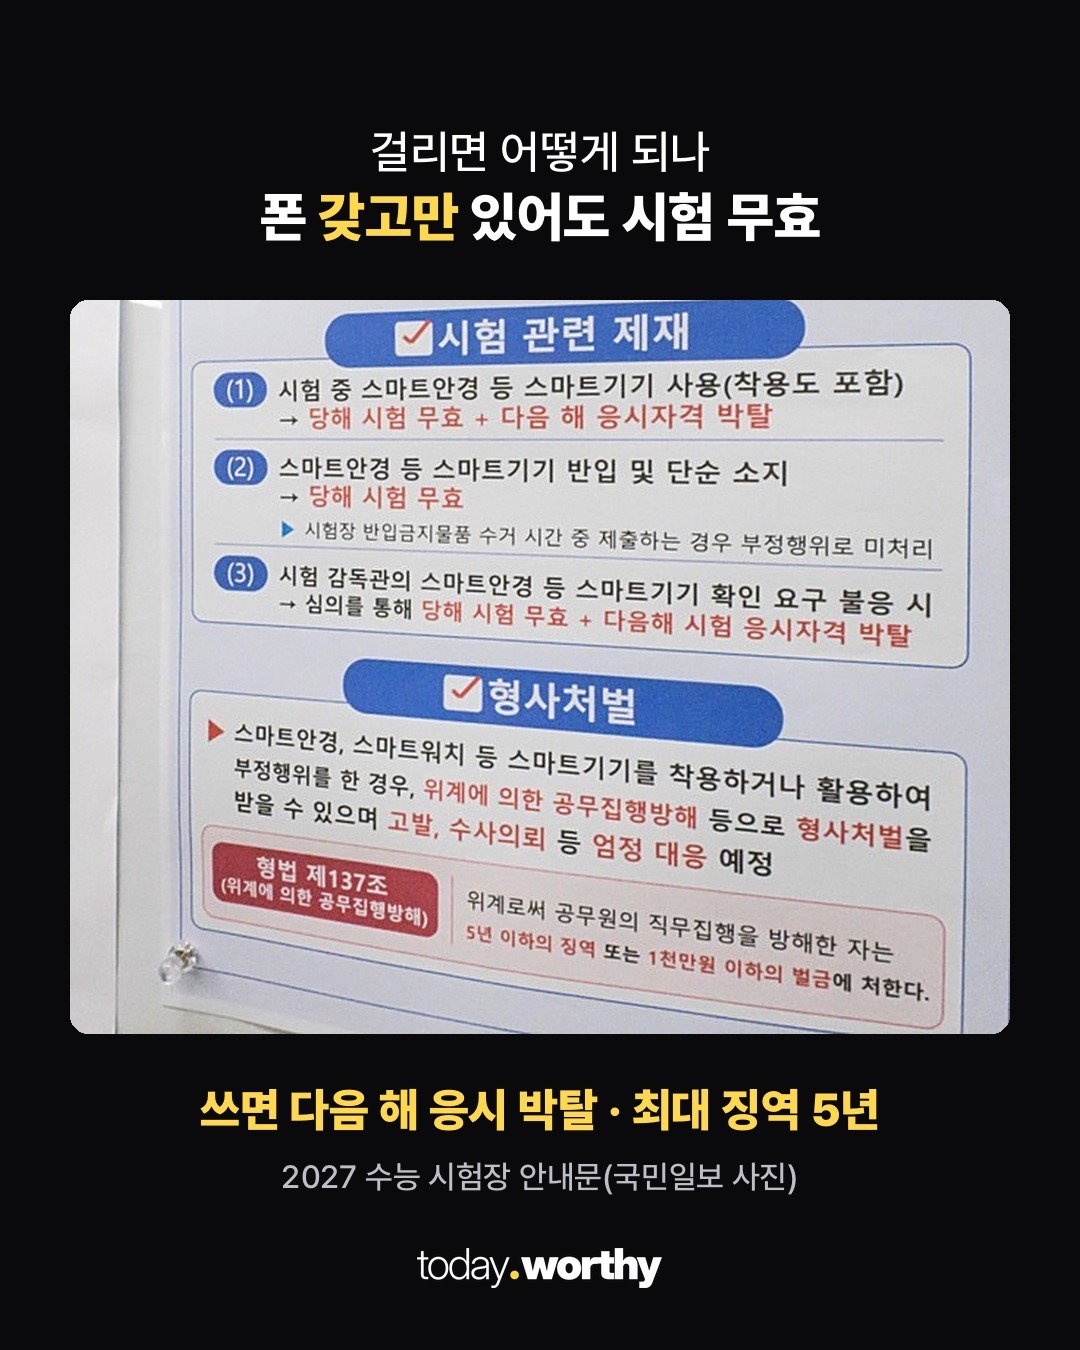 걸리면 어떻게 되나
폰 갖고만 있어도 시험 무효
시험 관련 제재
(1) 시험 중 스마트안경 등 스마트기기 사용(착용도 포함)
→ 당해 시험 무효 + 다음 해 응시자격 박탈
(2) 스마트안경 등 스마트기기 반입 및 단순 소지
→ 당해 시험 무효
▶ 시험장 반입금지물품 수거 시간 중 제출하는 경우 부정행위로 미처리
(3) 시험 감독관의 스마트안경 등 스마트기기 확인 요구 불응 시
→ 심의를 통해 당해 시험 무효 + 다음해 시험 응시자격 박탈
형사처벌
▶ 스마트안경, 스마트워치 등 스마트기기를 착용하거나 활용하여
부정행위를 한 경우, 위계에 의한 공무집행방해 등으로 형사처벌을
받을 수 있으며 고발, 수사의뢰 등 엄정 대응 예정
형법 제137조
(위계에 의한 공무집행방해)
위계로써 공무원의 직무집행을 방해한 자는
5년 이하의 징역 또는 1천만원 이하의 벌금에 처한다.
쓰면 다음 해 응시 박탈 · 최대 징역 5년
2027 수능 시험장 안내문(국민일보 사진)
today.worthy